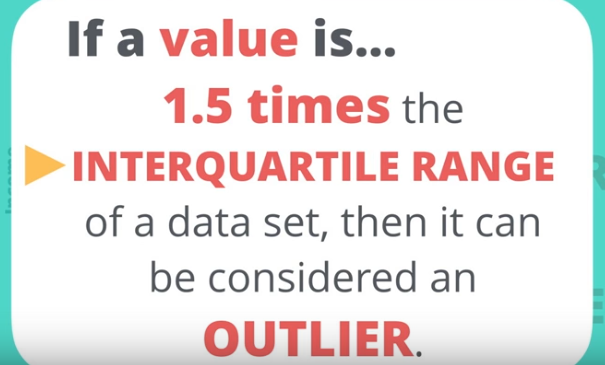 If a value is...
1.5 times the
INTERQUARTILE RANGE
of a data set, then it can
be considered an
OUTLIER.